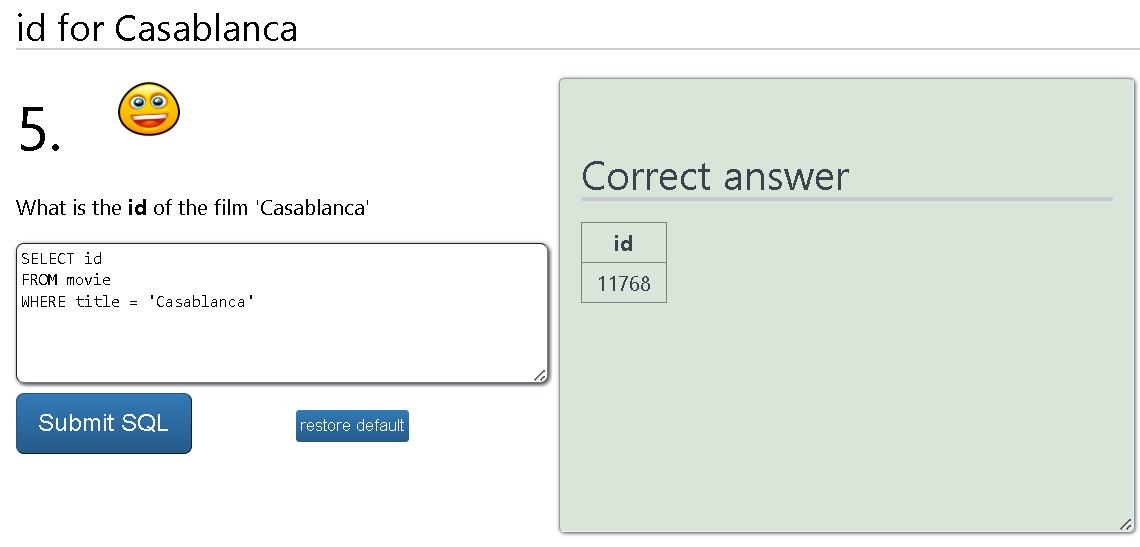 id for Casablanca
5.
What is the id of the film 'Casablanca'
SELECT id
FROM movie
WHERE title = 'Casablanca'
Submit SQL
restore default
Correct answer
id
11768